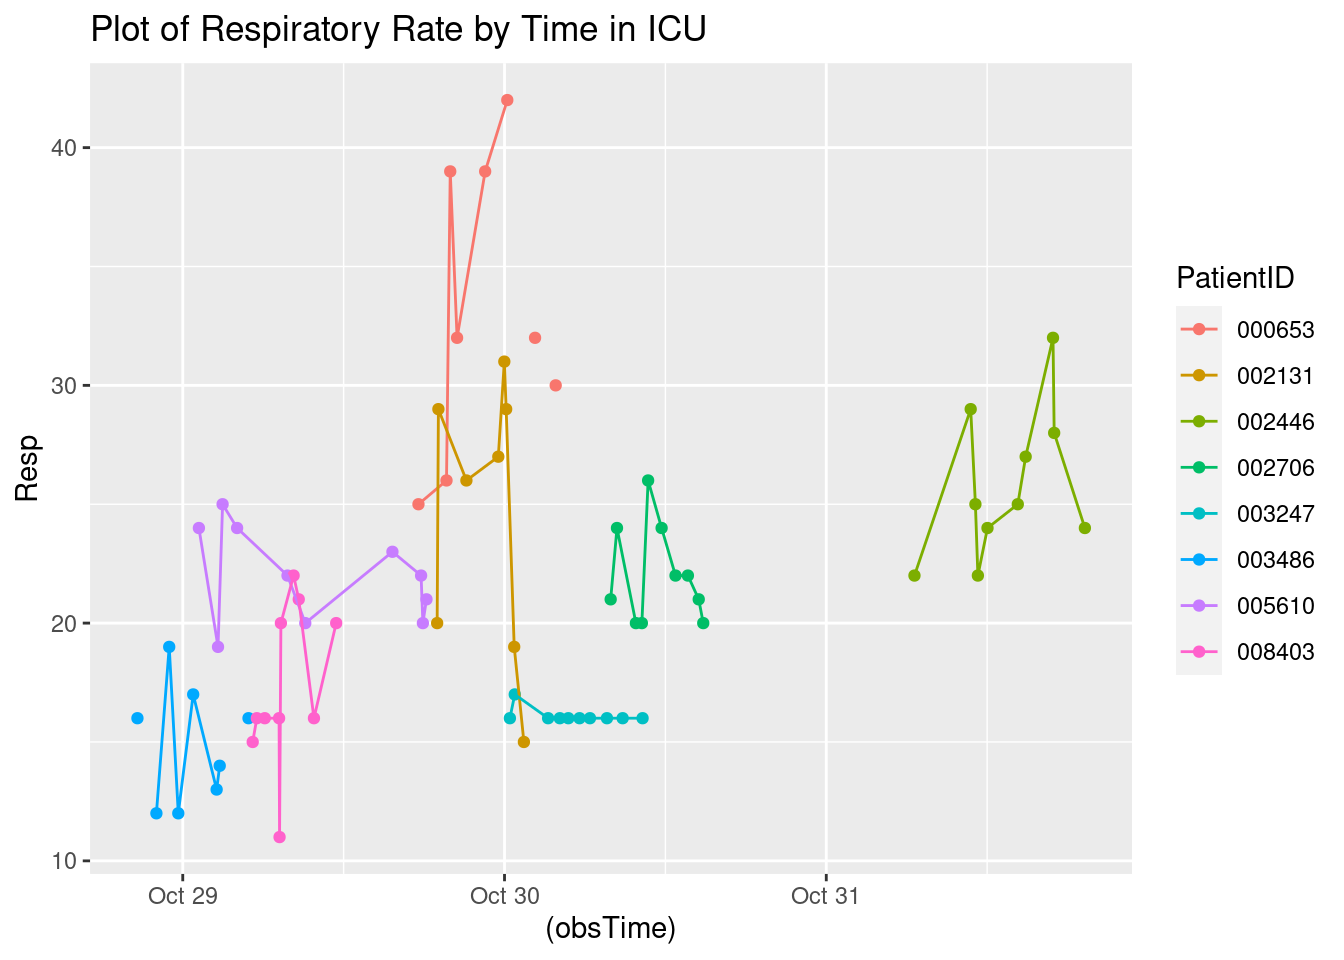 Plot of Respiratory Rate by Time in ICU
40
30
20
10
Resp
Oct 29
Oct 30
Oct 31
(obsTime)
PatientID
000653
002131
002446
002706
003247
003486
005610
008403